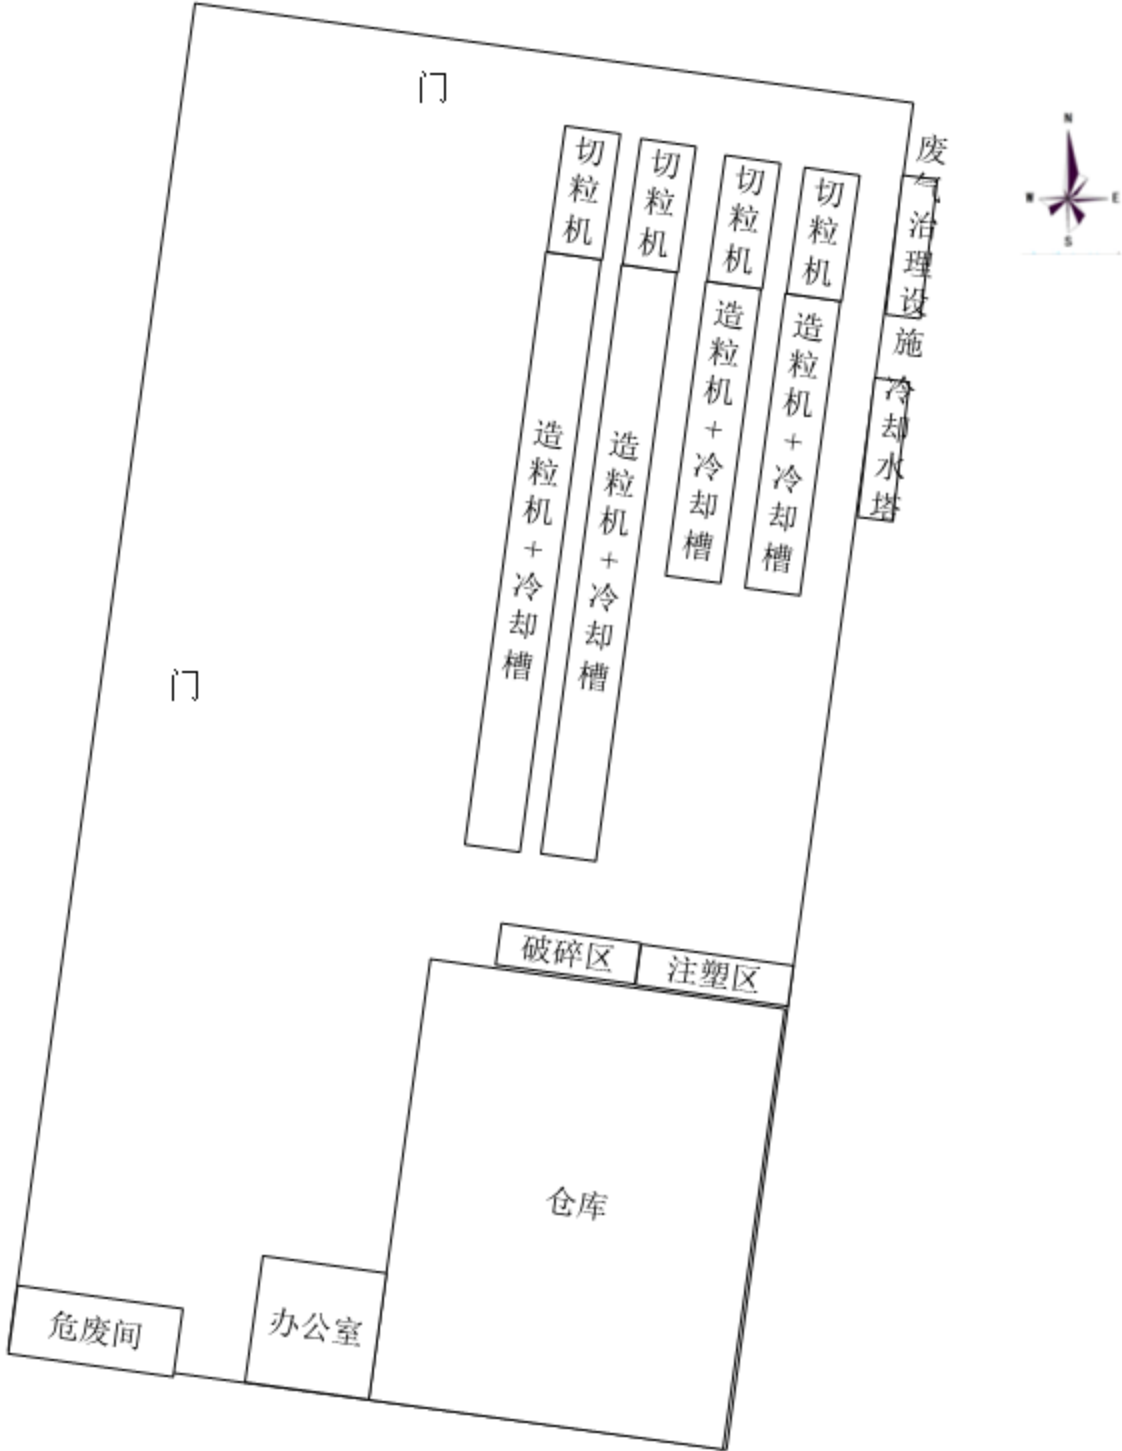 门
N
W
E
S
废气治理设施
切粒机
切粒机
切粒机
切粒机
造粒机+冷却槽
造粒机+冷却槽
造粒机+冷却槽
造粒机+冷却槽
冷却水塔
门
破碎区
注塑区
仓库
办公室
危废间